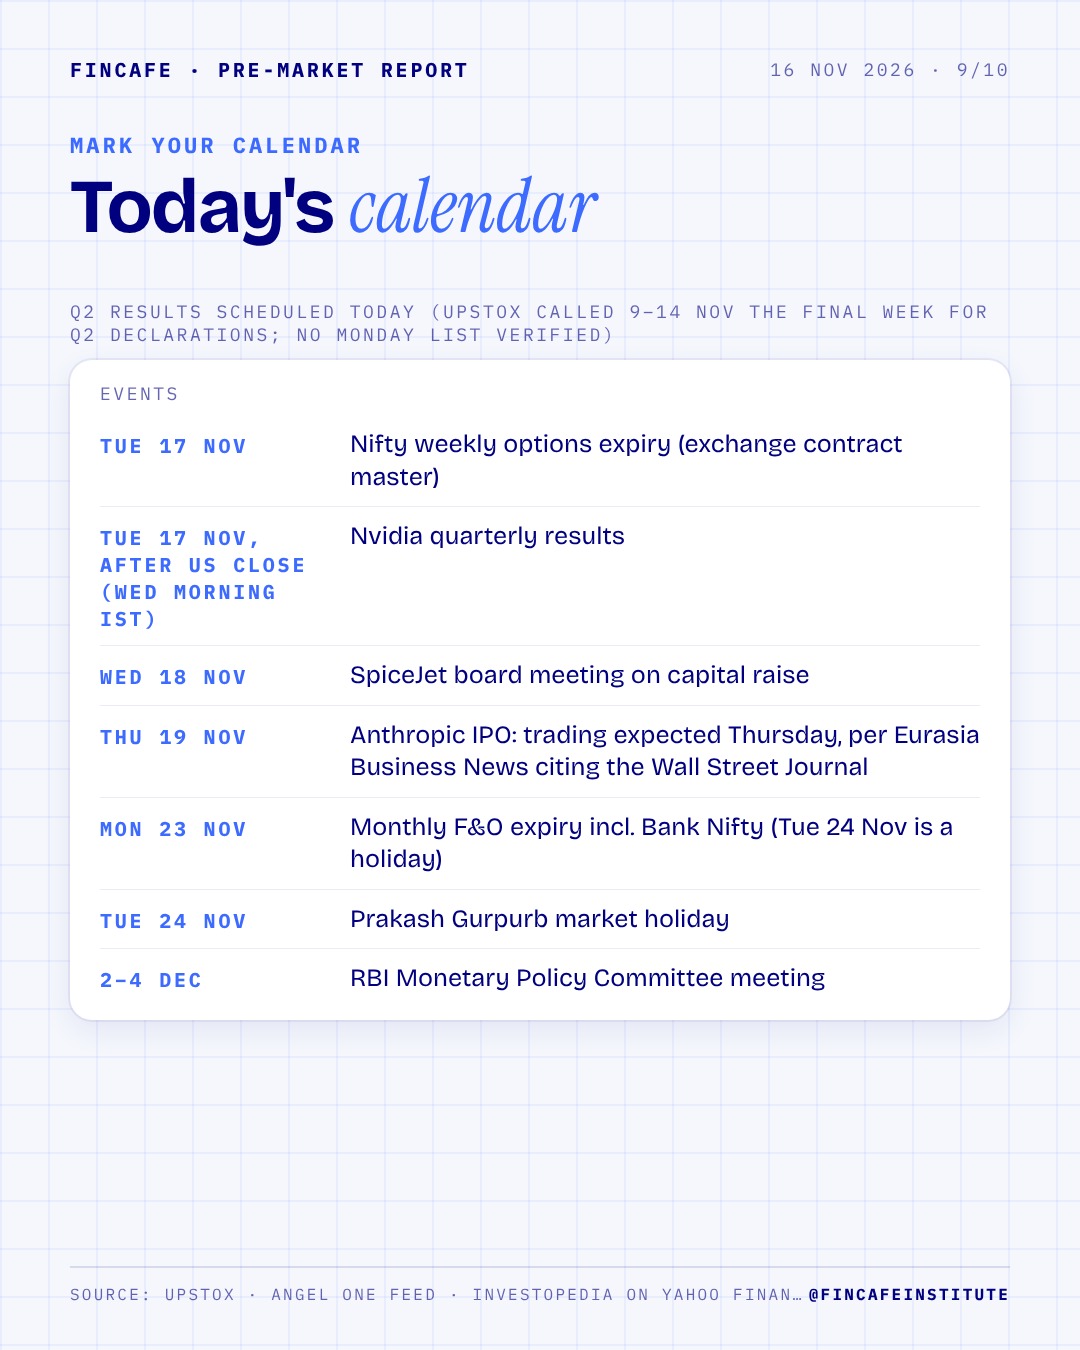 FINCAFE · PRE-MARKET REPORT
16 NOV 2026 · 9/10
MARK YOUR CALENDAR
Today's calendar
Q2 RESULTS SCHEDULED TODAY (UPSTOX CALLED 9–14 NOV THE FINAL WEEK FOR
Q2 DECLARATIONS; NO MONDAY LIST VERIFIED)
EVENTS
TUE 17 NOV
Nifty weekly options expiry (exchange contract
master)
TUE 17 NOV,
AFTER US CLOSE
(WED MORNING
IST)
Nvidia quarterly results
WED 18 NOV
SpiceJet board meeting on capital raise
THU 19 NOV
Anthropic IPO: trading expected Thursday, per Eurasia
Business News citing the Wall Street Journal
MON 23 NOV
Monthly F&O expiry incl. Bank Nifty (Tue 24 Nov is a
holiday)
TUE 24 NOV
Prakash Gurpurb market holiday
2–4 DEC
RBI Monetary Policy Committee meeting
SOURCE: UPSTOX · ANGEL ONE FEED · INVESTOPEDIA ON YAHOO FINAN…
@FINCAFEINSTITUTE